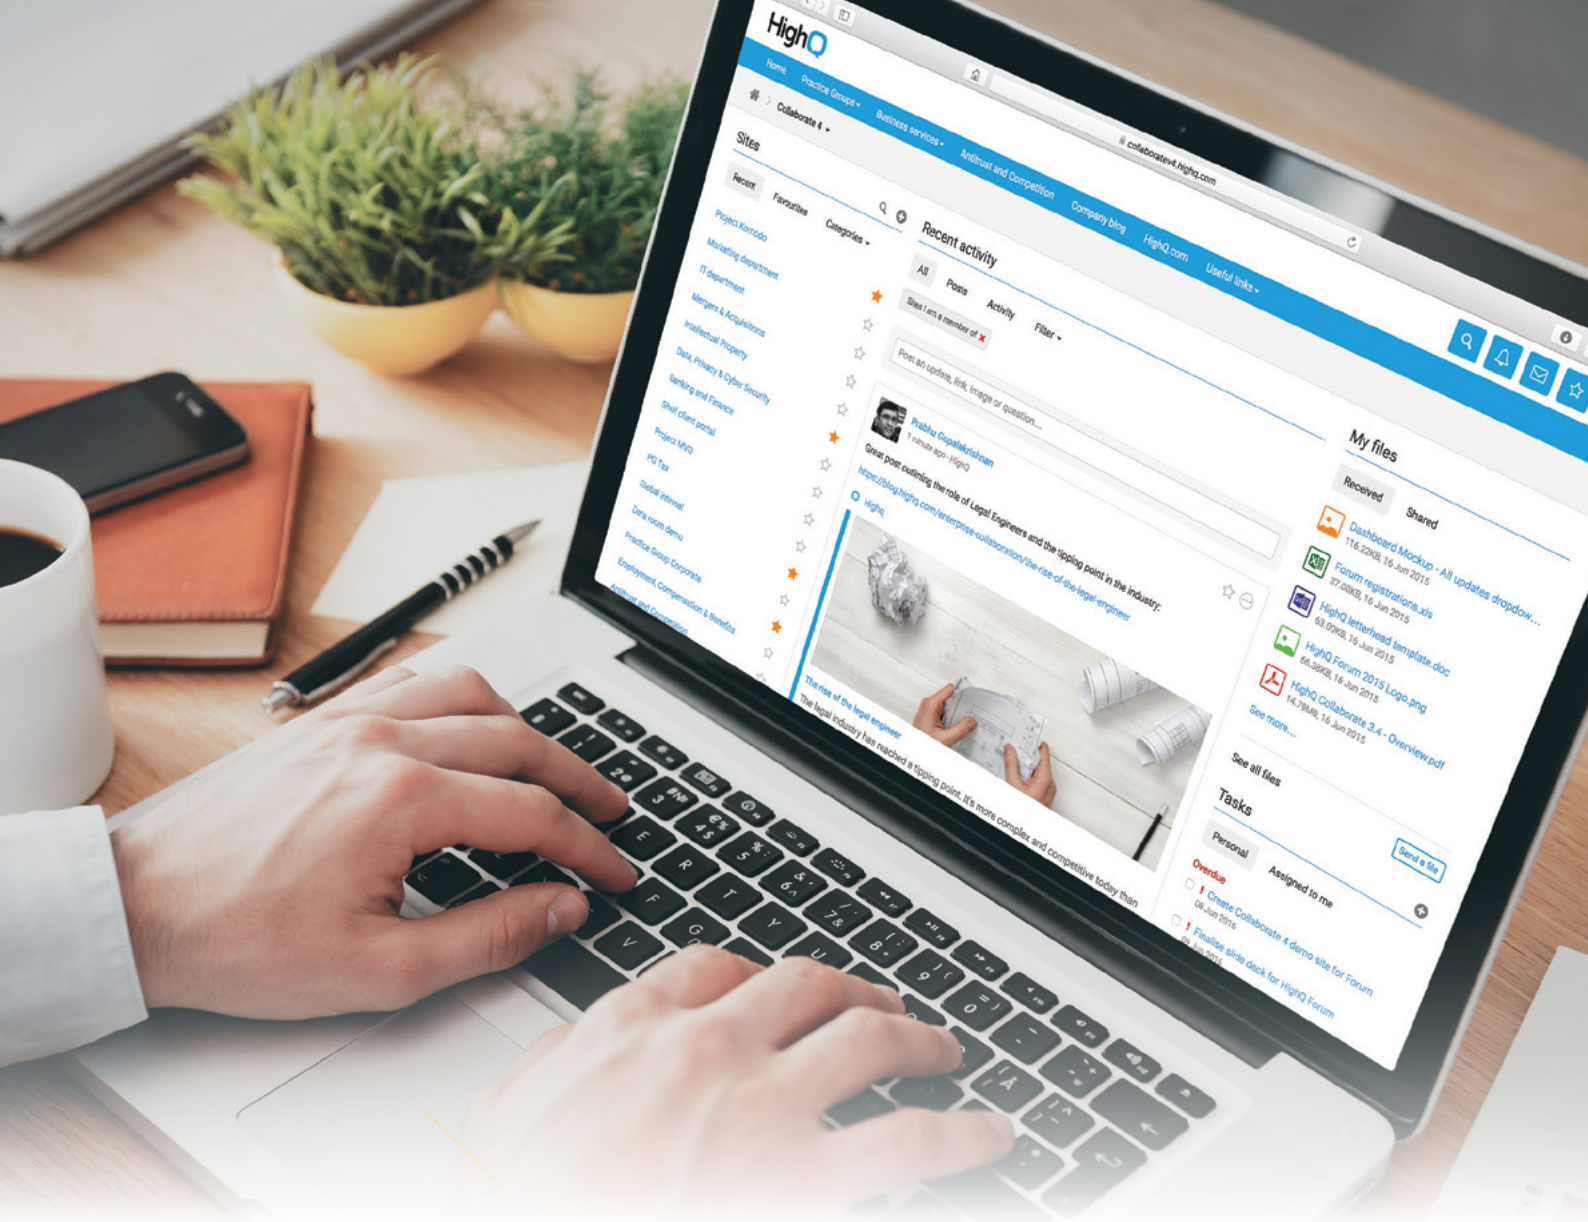 HighQ
collaboratev4.highq.com
Home
Practice Groups
Business services
Antitrust and Competition
Company blog
HighQ.com
Useful links
Collaborate 4
Sites
Recent
Favourites
Categories
Project Komodo
Marketing department
IT department
Mergers & Acquisitions
Intellectual Property
Data, Privacy & Cyber Security
Banking and Finance
Shell client portal
Project MVD
PG Tax
Global internal
Data room demo
Practice Group Corporate
Employment, Compensation & Benefits
Antitrust and Competition
Recent activity
All
Posts
Activity
Filter
Sites I am a member of
Post an update, link, image or question...
Prabhu Gopalakrishnan
1 minute ago - HighQ
Great post outlining the role of Legal Engineers and the tipping point in the industry:
https://blog.highq.com/enterprise-collaboration/the-rise-of-the-legal-engineer
Highq
The rise of the legal engineer
The legal industry has reached a tipping point. It's more complex and competitive today than
My files
Received
Shared
Dashboard Mockup - All updates dropdow...
116.22KB, 16 Jun 2015
Forum registrations.xls
27.00KB, 16 Jun 2015
HighQ letterhead template.doc
63.00KB, 16 Jun 2015
HighQ Forum 2015 Logo.png
66.38KB, 16 Jun 2015
HighQ Collaborate 3.4 - Overview.pdf
14.79MB, 16 Jun 2015
See more...
See all files
Send a file
Tasks
Personal
Assigned to me
Overdue
Create Collaborate 4 demo site for Forum
08 Jun 2016
Finalise slide deck for HighQ Forum
E
R
T
Y
U
F
G
V